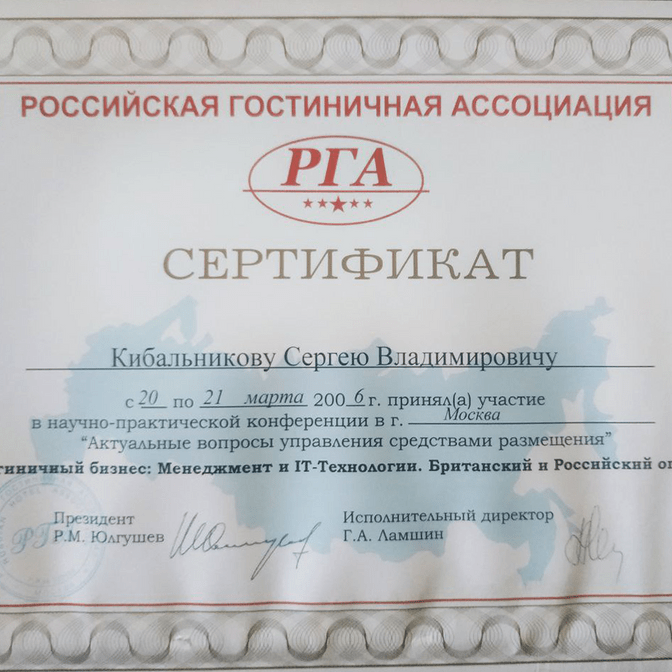 РОССИЙСКАЯ ГОСТИНИЧНАЯ АССОЦИАЦИЯ
РГА
СЕРТИФИКАТ
Кибальникову Сергею Владимировичу
с 20 по 21 марта 2006 г. принял(а) участие
в научно-практической конференции в г. Москва
“Актуальные вопросы управления средствами размещения”
тиничный бизнес: Менеджмент и IT-Технологии. Британский и Российский оп
Президент
Р.М. Юлгушев
Исполнительный директор
Г.А. Ламшин